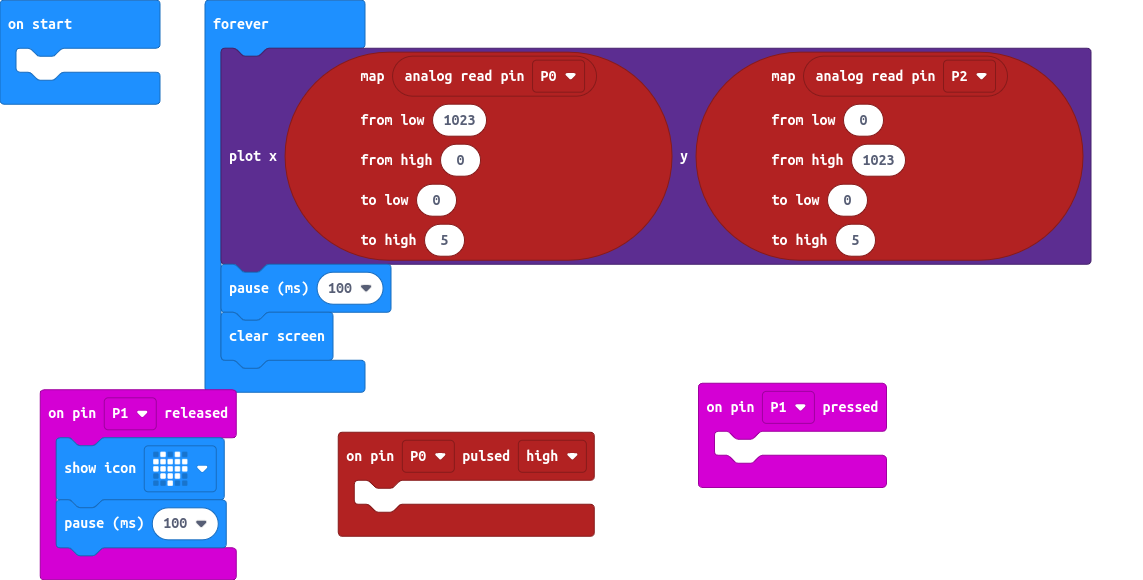 on start
forever
plot x map analog read pin P0 y map analog read pin P2
from low 1023 from low 0
from high 0 from high 1023
to low 0 to low 0
to high 5 to high 5
pause (ms) 100
clear screen
on pin P1 released
show icon
pause (ms) 100
on pin P0 pulsed high
on pin P1 pressed